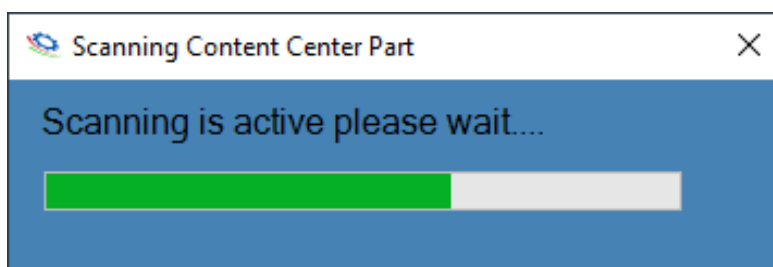 Scanning Content Center Part
Scanning is active please wait....